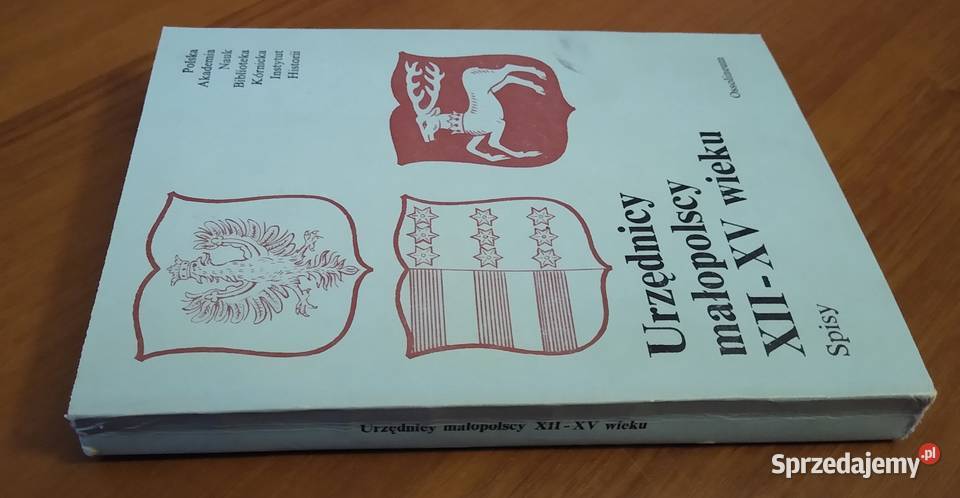 Polska
Akademia
Nauk
Biblioteka
Kórnicka
Instytut
Historii
Urzędnicy
małopolscy
XII-XV wieku
Spisy
Ossolineum
Urzędnicy małopolscy XII-XV wieku
Sprzedajemy.pl